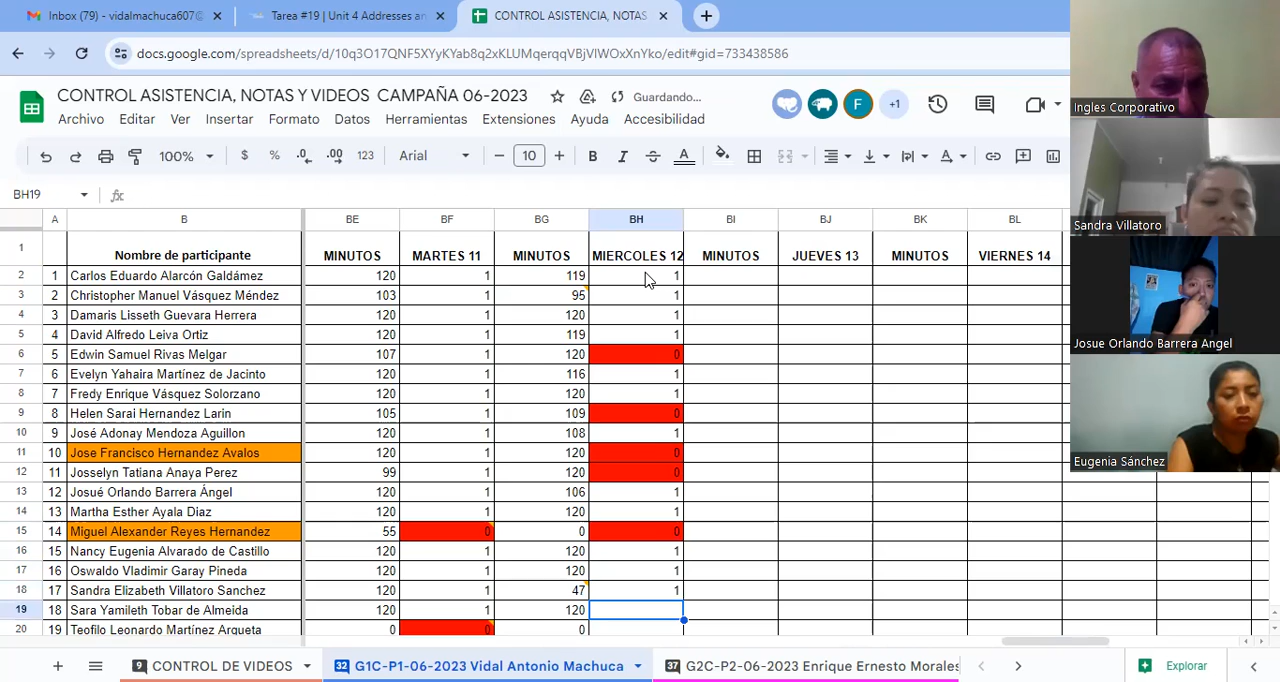 Inbox (79) - vidalmachuca607@
Tarea #19 | Unit 4 Addresses an
CONTROL ASISTENCIA, NOTAS
docs.google.com/spreadsheets/d/10q3O17QNF5XYyKYab8q2xKLUMqerqqVBjVlWOxXnYko/edit#gid=733438586
CONTROL ASISTENCIA, NOTAS Y VIDEOS CAMPAÑA 06-2023
Guardando...
F
+1
Archivo Editar Ver Insertar Formato Datos Herramientas Extensiones Ayuda Accesibilidad
100% $ % .0 .00 123 Arial − 10 + B I A
BH19 fx
A B BE BF BG BH BI BJ BK BL
1 Nombre de participante MINUTOS MARTES 11 MINUTOS MIERCOLES 12 MINUTOS JUEVES 13 MINUTOS VIERNES 14
2 1 Carlos Eduardo Alarcón Galdámez 120 1 119 1
3 2 Christopher Manuel Vásquez Méndez 103 1 95 1
4 3 Damaris Lisseth Guevara Herrera 120 1 120 1
5 4 David Alfredo Leiva Ortiz 120 1 119 1
6 5 Edwin Samuel Rivas Melgar 107 1 120 0
7 6 Evelyn Yahaira Martínez de Jacinto 120 1 116 1
8 7 Fredy Enrique Vásquez Solorzano 120 1 120 1
9 8 Helen Sarai Hernandez Larin 105 1 109 0
10 9 José Adonay Mendoza Aguillon 120 1 108 1
11 10 Jose Francisco Hernandez Avalos 120 1 120 0
12 11 Josselyn Tatiana Anaya Perez 120 1 120 0
13 12 Josué Orlando Barrera Ángel 120 1 106 1
14 13 Martha Esther Ayala Diaz 120 1 120 1
15 14 Miguel Alexander Reyes Hernandez 55 0 0 0
16 15 Nancy Eugenia Alvarado de Castillo 120 1 120 1
17 16 Oswaldo Vladimir Garay Pineda 120 1 120 1
18 17 Sandra Elizabeth Villatoro Sanchez 120 1 47 1
19 18 Sara Yamileth Tobar de Almeida 120 1 120
20 19 Teofilo Leonardo Martínez Argueta 0 0 0
9 CONTROL DE VIDEOS
32 G1C-P1-06-2023 Vidal Antonio Machuca
37 G2C-P2-06-2023 Enrique Ernesto Morales
Explorar
Ingles Corporativo
Sandra Villatoro
Josue Orlando Barrera Angel
Eugenia Sánchez